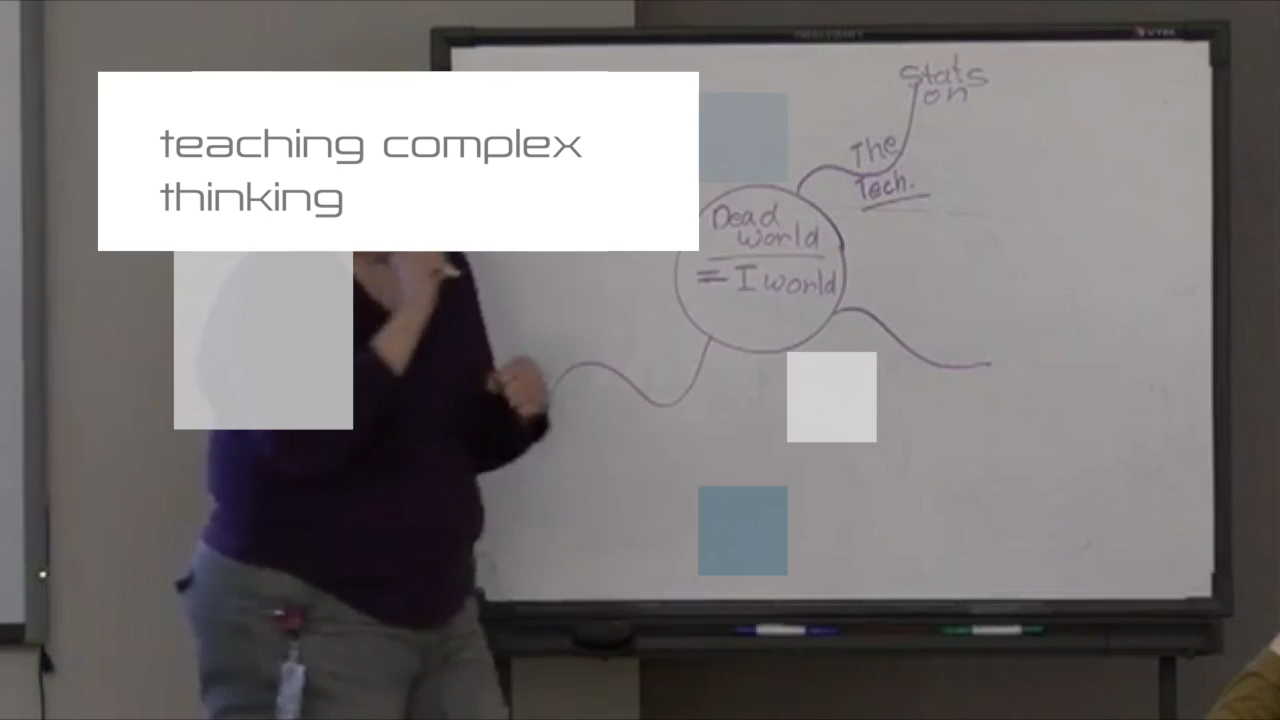 teaching complex
thinking
Stats
on
The
Tech.
Dead
world
= I world